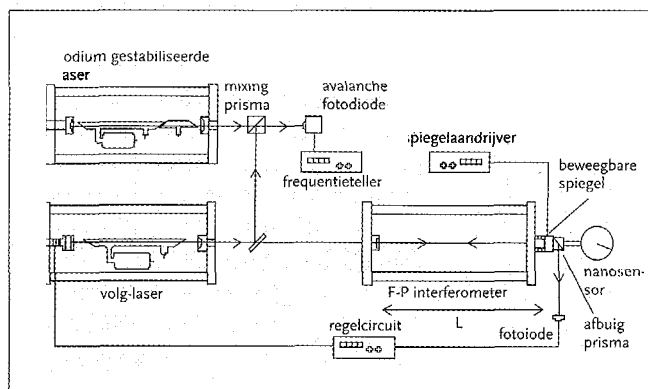 odium gestabiliseerde
aser
mixing
prisma
avalanche
fotodiode
spiegelaandrijver
beweegbare
spiegel
frequentieteller
volg-laser
F-P interferometer
L
nanosen-
sor
regelcircuit
fotoiode
afbuig
prisma